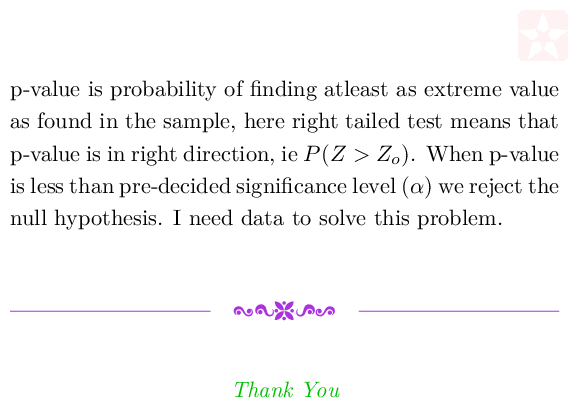 p-value is probability of finding atleast as extreme value
as found in the sample, here right tailed test means that
p-value is in right direction, ie P(Z > Zₒ). When p-value
is less than pre-decided significance level (α) we reject the
null hypothesis. I need data to solve this problem.
Thank You